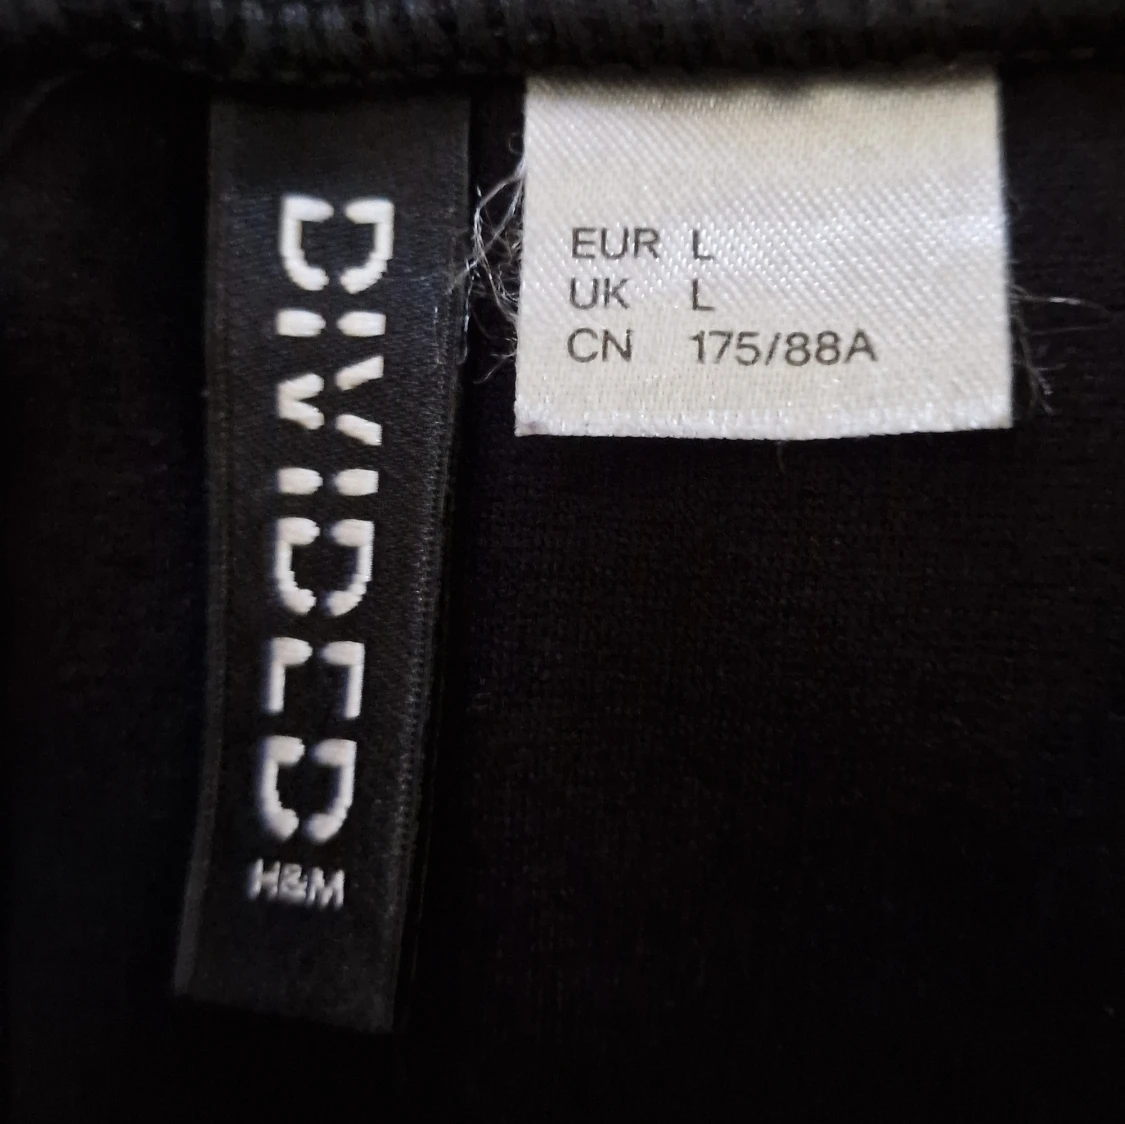 DIVIDED
H&M
EUR L
UK L
CN 175/88A